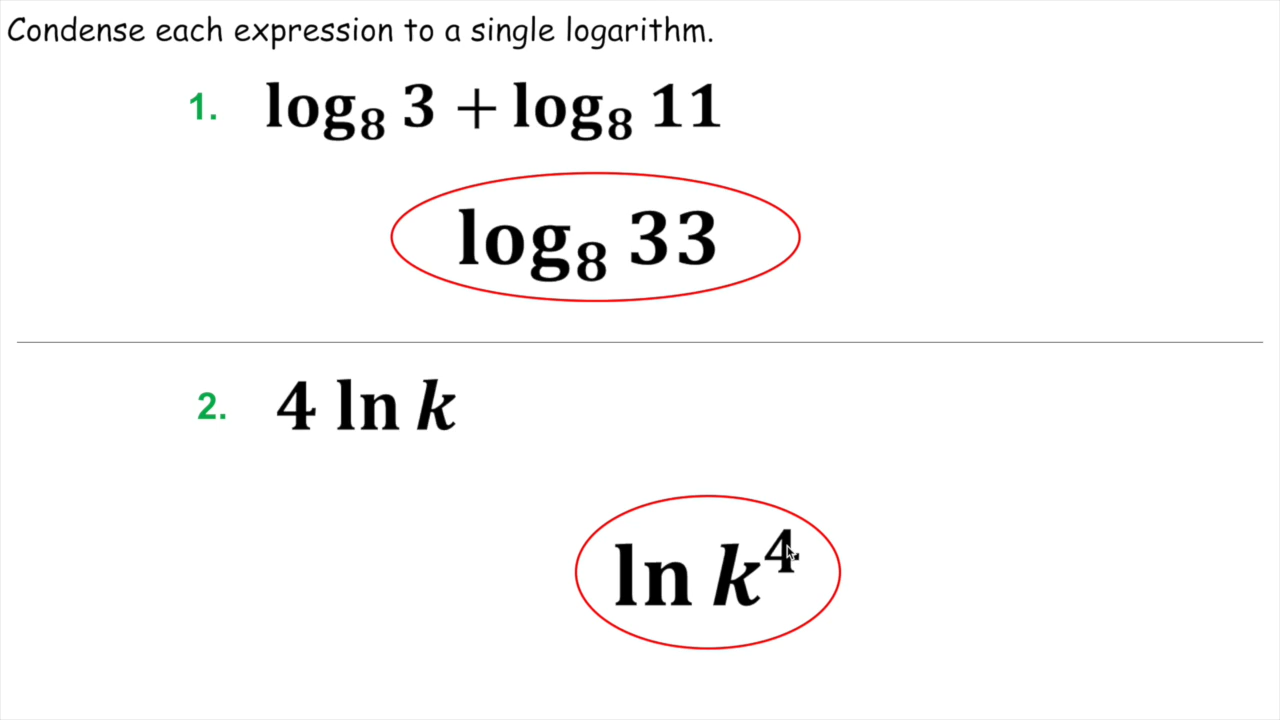 Condense each expression to a single logarithm.
1. log₈ 3 + log₈ 11
log₈ 33
2. 4 ln k
ln k⁴